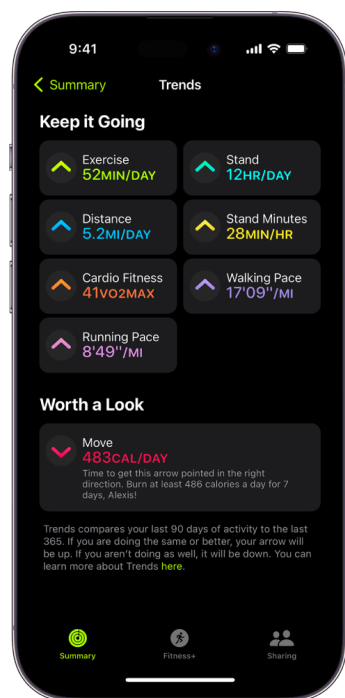 9:41
Summary
Trends
Keep it Going
Exercise
52MIN/DAY
Stand
12HR/DAY
Distance
5.2MI/DAY
Stand Minutes
28MIN/HR
Cardio Fitness
41VO2MAX
Walking Pace
17'09''/MI
Running Pace
8'49''/MI
Worth a Look
Move
483CAL/DAY
Time to get this arrow pointed in the right
direction. Burn at least 486 calories a day for 7
days, Alexis!
Trends compares your last 90 days of activity to the last
365. If you are doing the same or better, your arrow will
be up. If you aren't doing as well, it will be down. You can
learn more about Trends here.
Summary
Fitness+
Sharing